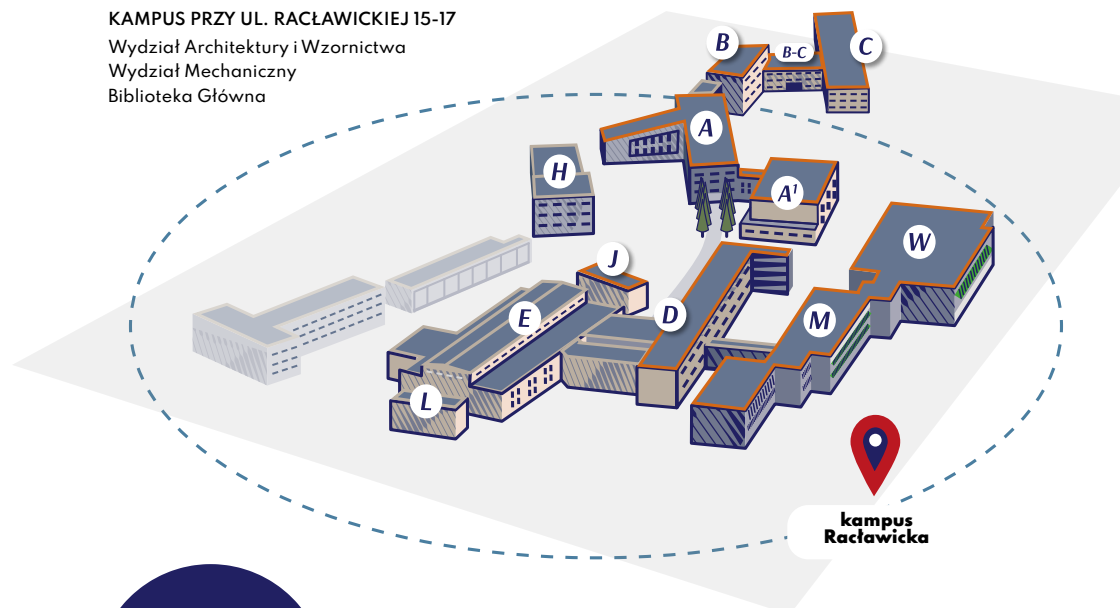 KAMPUS PRZY UL. RACŁAWICKIEJ 15-17
Wydział Architektury i Wzornictwa
Wydział Mechaniczny
Biblioteka Główna
B
B-C
C
A
H
A¹
W
J
E
D
M
L
kampus
Racławicka